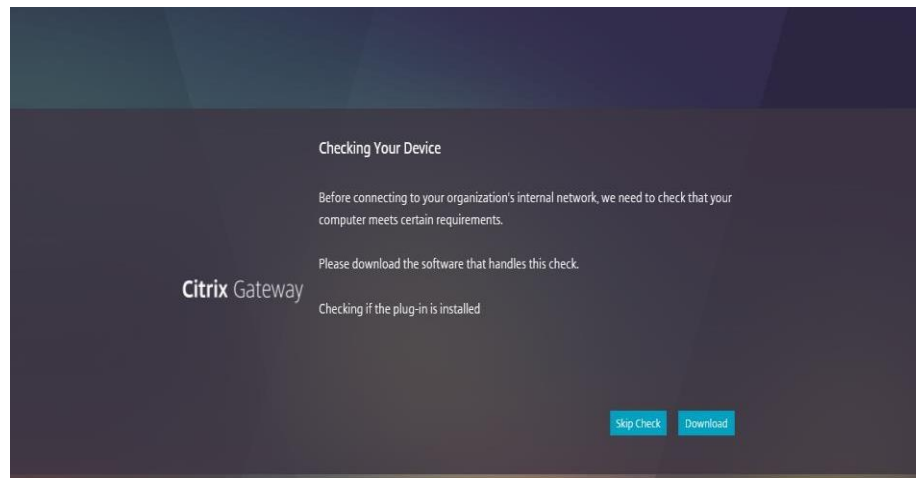 Checking Your Device
Before connecting to your organization's internal network, we need to check that your
computer meets certain requirements.
Please download the software that handles this check.
Citrix Gateway
Checking if the plug-in is installed
Skip Check
Download